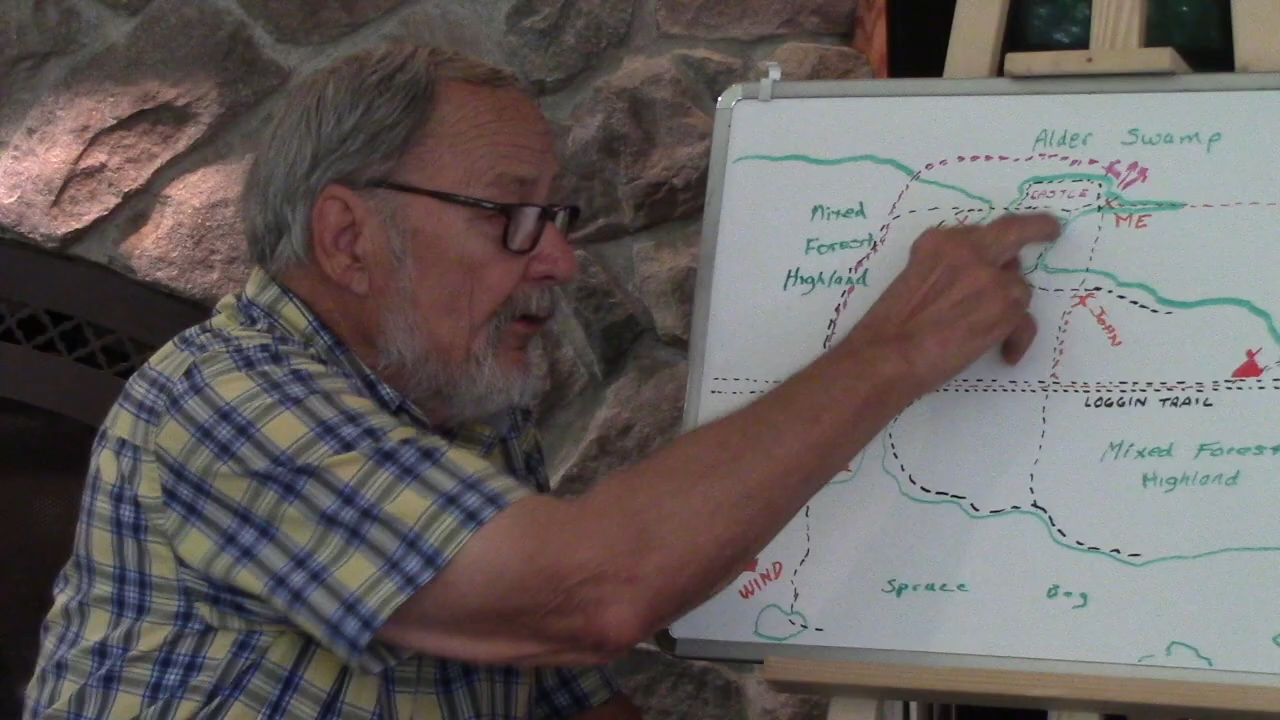 Alder Swamp
CASTLE
Mixed
Forest
Highland
ME
JOHN
LOGGIN TRAIL
Mixed Forest
Highland
WIND
Spruce Bog